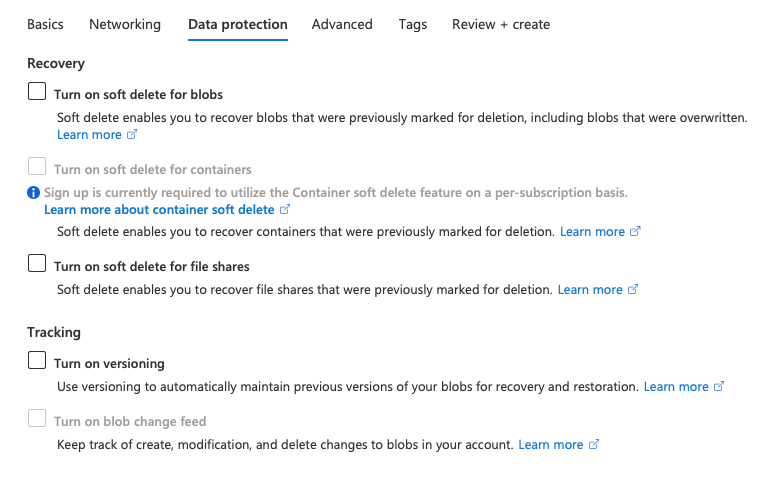 Basics Networking Data protection Advanced Tags Review + create
Recovery
Turn on soft delete for blobs
Soft delete enables you to recover blobs that were previously marked for deletion, including blobs that were overwritten.
Learn more
Turn on soft delete for containers
Sign up is currently required to utilize the Container soft delete feature on a per-subscription basis.
Learn more about container soft delete
Soft delete enables you to recover containers that were previously marked for deletion. Learn more
Turn on soft delete for file shares
Soft delete enables you to recover file shares that were previously marked for deletion. Learn more
Tracking
Turn on versioning
Use versioning to automatically maintain previous versions of your blobs for recovery and restoration. Learn more
Turn on blob change feed
Keep track of create, modification, and delete changes to blobs in your account. Learn more